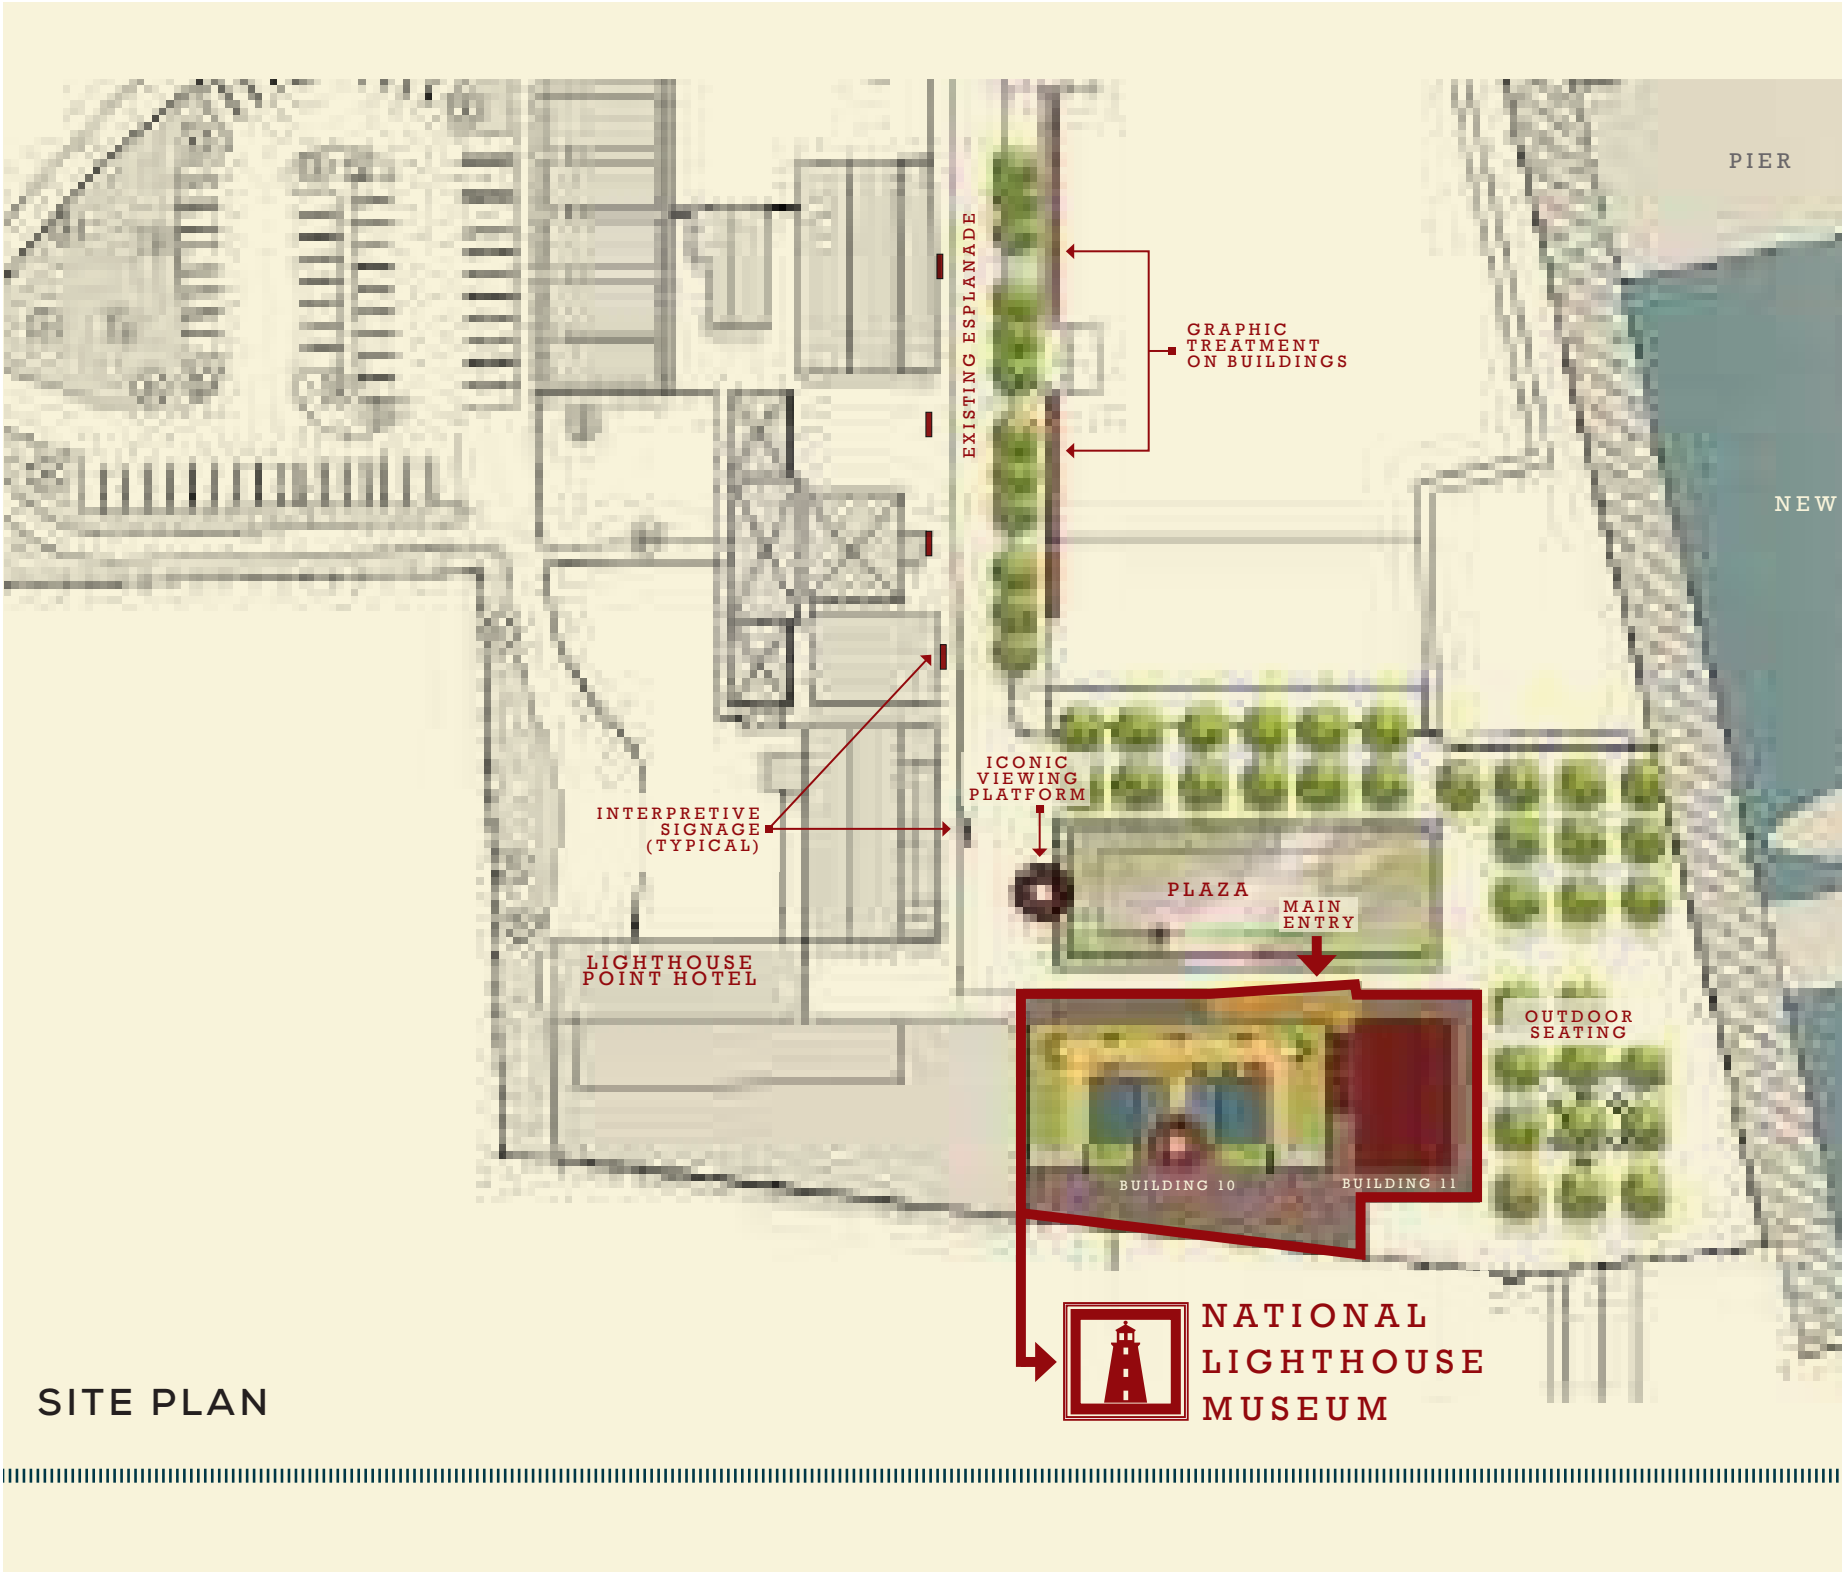 PIER
EXISTING ESPLANADE
GRAPHIC
TREATMENT
ON BUILDINGS
NEW
ICONIC
VIEWING
PLATFORM
INTERPRETIVE
SIGNAGE
(TYPICAL)
PLAZA
MAIN
ENTRY
LIGHTHOUSE
POINT HOTEL
OUTDOOR
SEATING
BUILDING 10
BUILDING 11
NATIONAL
LIGHTHOUSE
MUSEUM
SITE PLAN